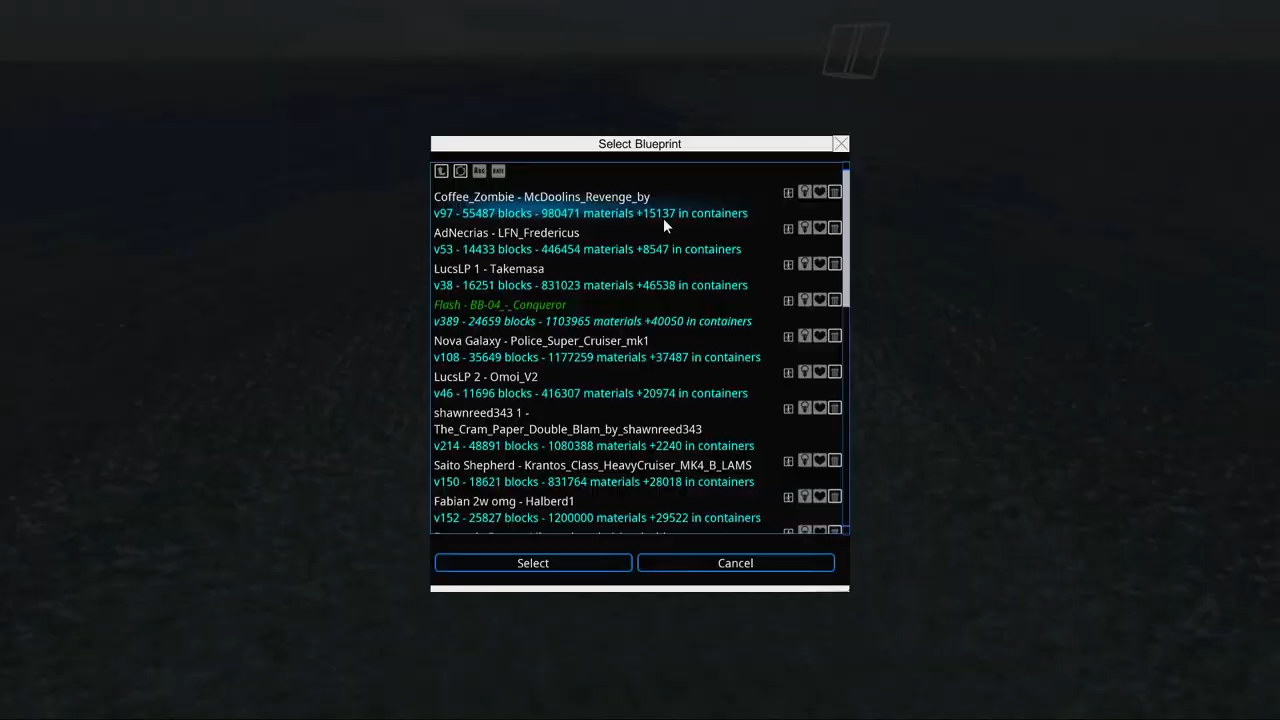 Select Blueprint
Coffee_Zombie - McDoolins_Revenge_by
v97 - 55487 blocks - 980471 materials +15137 in containers
AdNecrias - LFN_Fredericus
v53 - 14433 blocks - 446454 materials +8547 in containers
LucsLP 1 - Takemasa
v38 - 16251 blocks - 831023 materials +46538 in containers
Flash - BB-04_-_Conqueror
v389 - 24659 blocks - 1103965 materials +40050 in containers
Nova Galaxy - Police_Super_Cruiser_mk1
v108 - 35649 blocks - 1177259 materials +37487 in containers
LucsLP 2 - Omoi_V2
v46 - 11696 blocks - 416307 materials +20974 in containers
shawnreed343 1 -
The_Cram_Paper_Double_Blam_by_shawnreed343
v214 - 48891 blocks - 1080388 materials +2240 in containers
Saito Shepherd - Krantos_Class_HeavyCruiser_MK4_B_LAMS
v150 - 18621 blocks - 831764 materials +28018 in containers
Fabian 2w omg - Halberd1
v152 - 25827 blocks - 1200000 materials +29522 in containers
Select
Cancel